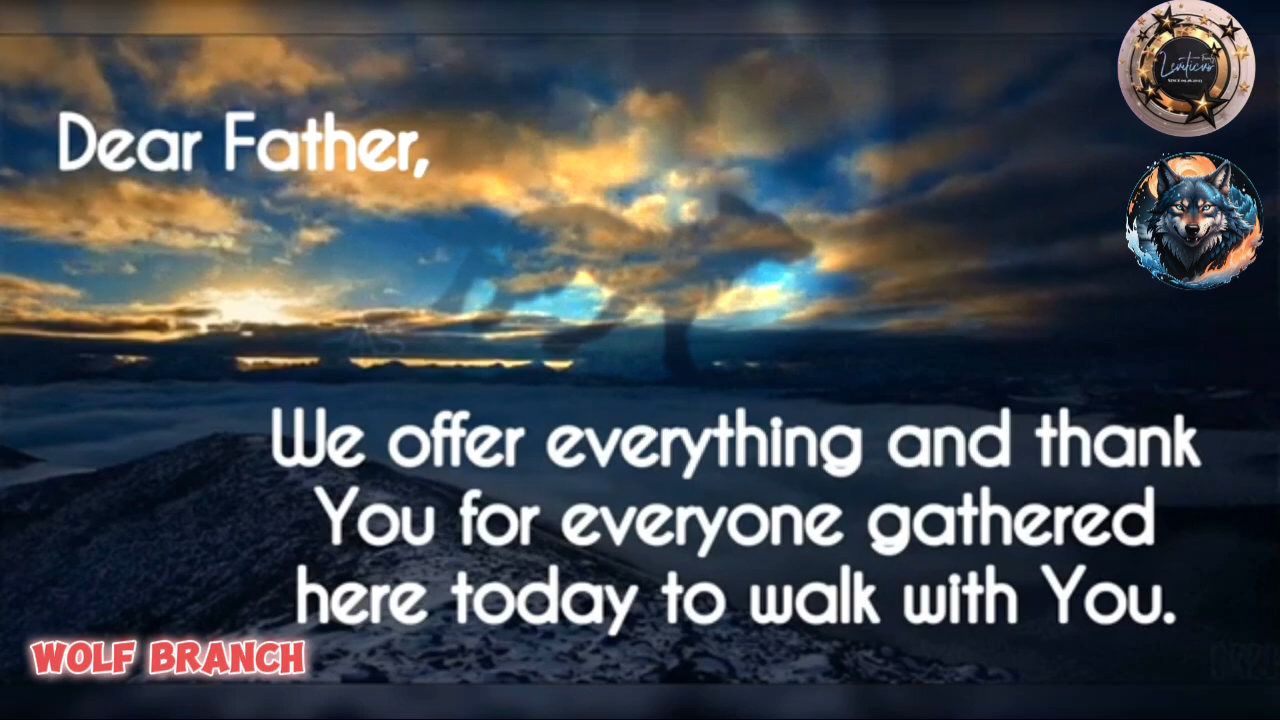 Dear Father,
We offer everything and thank
You for everyone gathered
here today to walk with You.
WOLF BRANCH